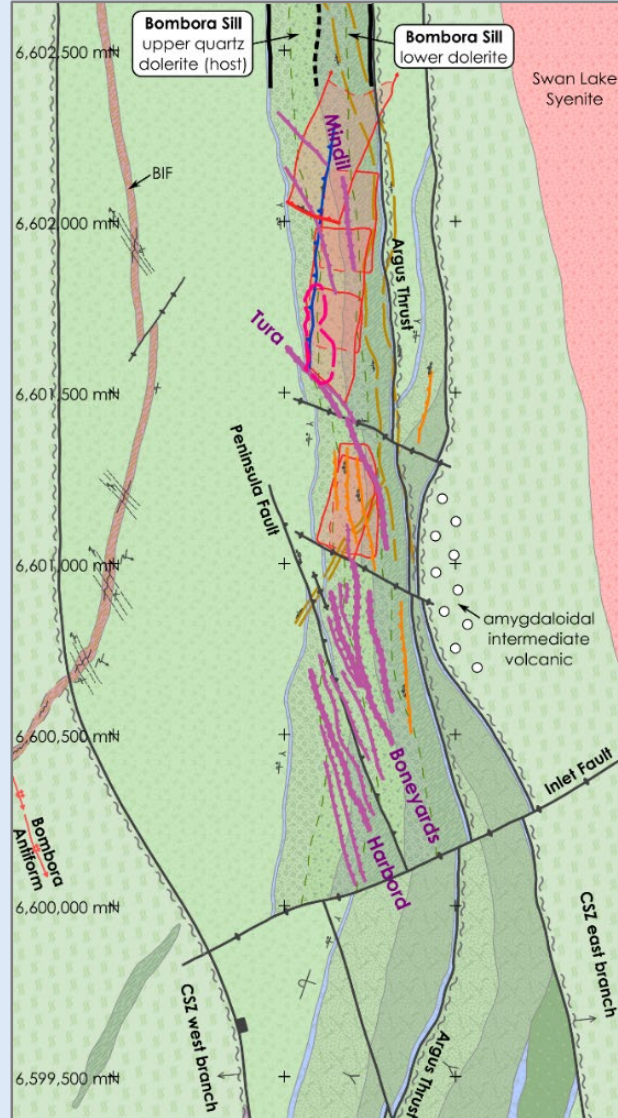 Bombora Sill
upper quartz
dolerite (host)
Bombora Sill
lower dolerite
6,602,500 mN
Swan Lake
Syenite
Mindil
BIF
6,602,000 mN
Argus Thrust
Tura
6,601,500 mN
Peninsula Fault
6,601,000 mN
amygdaloidal
intermediate
volcanic
6,600,500 mN
Boneyards
Inlet Fault
Bombora
Antiform
Harbord
6,600,000 mN
CSZ east branch
CSZ west branch
Argus Thrust
6,599,500 mN